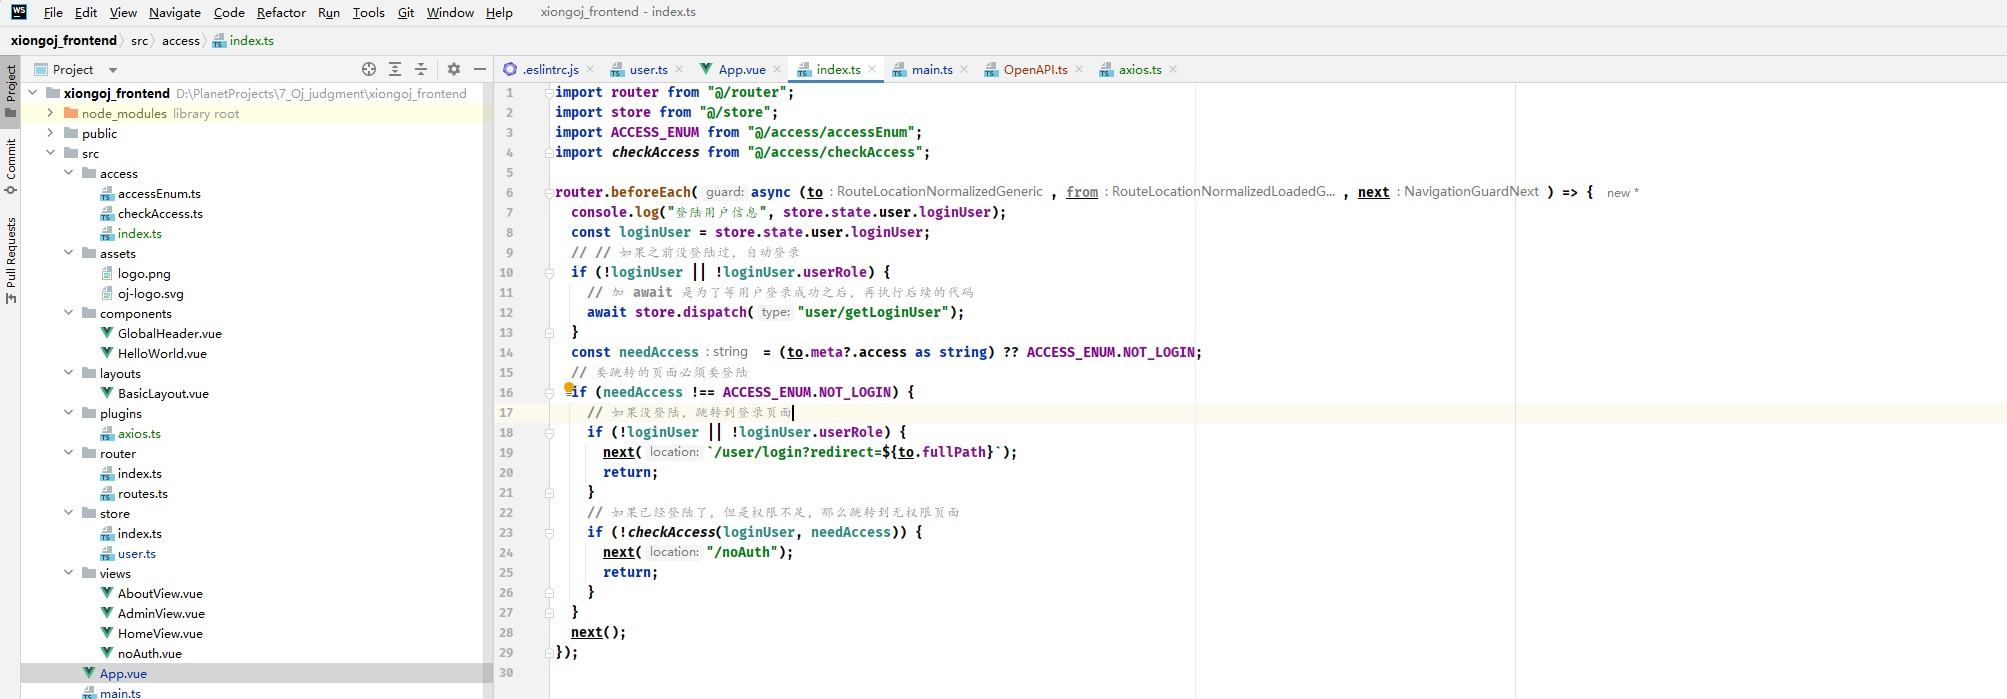 WS File Edit View Navigate Code Refactor Run Tools Git Window Help xiongoj_frontend - index.ts
xiongoj_frontend src access index.ts
Project
Commit
Pull Requests
Project
xiongoj_frontend D:\PlanetProjects\7_Oj_judgment\xiongoj_frontend
node_modules library root
public
src
access
accessEnum.ts
checkAccess.ts
index.ts
assets
logo.png
oj-logo.svg
components
GlobalHeader.vue
HelloWorld.vue
layouts
BasicLayout.vue
plugins
axios.ts
router
index.ts
routes.ts
store
index.ts
user.ts
views
AboutView.vue
AdminView.vue
HomeView.vue
noAuth.vue
App.vue
main.ts
.eslintrc.js user.ts App.vue index.ts main.ts OpenAPI.ts axios.ts
1 import router from "@/router";
2 import store from "@/store";
3 import ACCESS_ENUM from "@/access/accessEnum";
4 import checkAccess from "@/access/checkAccess";
5
6 router.beforeEach( guard: async (to : RouteLocationNormalizedGeneric , from : RouteLocationNormalizedLoadedG... , next : NavigationGuardNext ) => { new *
7 console.log("登陆用户信息", store.state.user.loginUser);
8 const loginUser = store.state.user.loginUser;
9 // // 如果之前没登陆过，自动登录
10 if (!loginUser || !loginUser.userRole) {
11 // 加 await 是为了等用户登录成功之后，再执行后续的代码
12 await store.dispatch( type: "user/getLoginUser");
13 }
14 const needAccess : string = (to.meta?.access as string) ?? ACCESS_ENUM.NOT_LOGIN;
15 // 要跳转的页面必须要登陆
16 if (needAccess !== ACCESS_ENUM.NOT_LOGIN) {
17 // 如果没登陆，跳转到登录页面
18 if (!loginUser || !loginUser.userRole) {
19 next( location: `/user/login?redirect=${to.fullPath}`);
20 return;
21 }
22 // 如果已经登陆了，但是权限不足，那么跳转到无权限页面
23 if (!checkAccess(loginUser, needAccess)) {
24 next( location: "/noAuth");
25 return;
26 }
27 }
28 next();
29 });
30